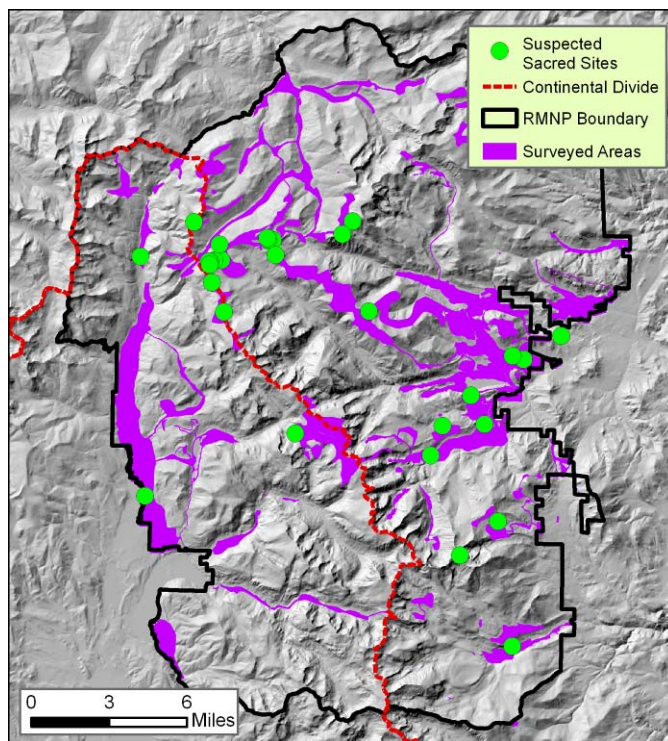 Suspected
Sacred Sites
Continental Divide
RMNP Boundary
Surveyed Areas
0 3 6
Miles